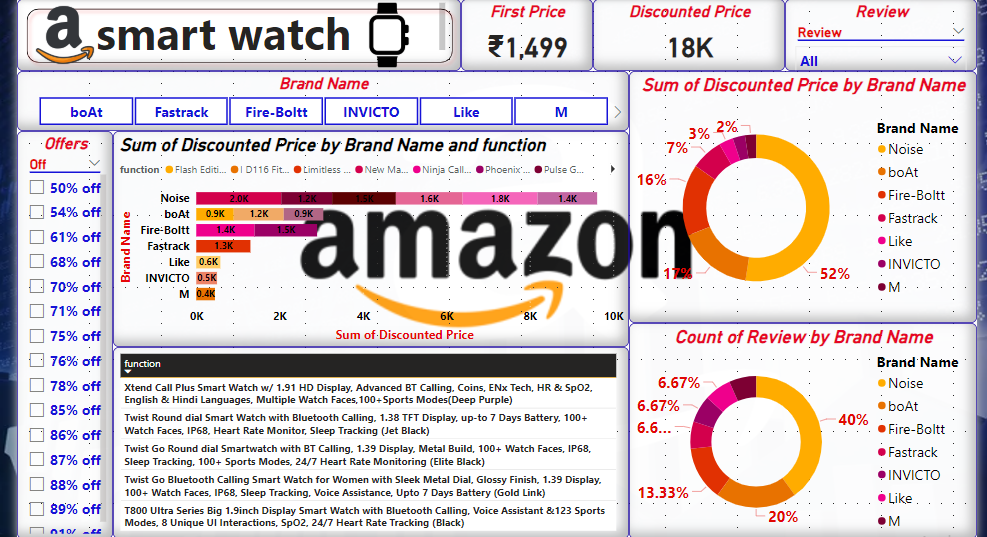 a smart watch
First Price
₹1,499
Discounted Price
18K
Review
Review
All
Brand Name
boAt
Fastrack
Fire-Boltt
INVICTO
Like
M
Offers
Off
50% off
54% off
61% off
68% off
70% off
71% off
75% off
76% off
78% off
85% off
86% off
87% off
88% off
89% off
91% off
Sum of Discounted Price by Brand Name and function
function Flash Editi... I D116 Fit... Limitless ... New Ma... Ninja Call... Phoenix'... Pulse G...
Brand Name
Noise 2.0K 1.2K 1.5K 1.6K 1.8K 1.4K
boAt 0.9K 1.2K 0.9K
Fire-Boltt 1.4K 1.5K
Fastrack 1.3K
Like 0.6K
INVICTO 0.5K
M 0.4K
0K 2K 4K 6K 8K 10K
Sum of Discounted Price
amazon
function
Xtend Call Plus Smart Watch w/ 1.91 HD Display, Advanced BT Calling, Coins, ENx Tech, HR & SpO2,
English & Hindi Languages, Multiple Watch Faces,100+Sports Modes(Deep Purple)
Twist Round dial Smart Watch with Bluetooth Calling, 1.38 TFT Display, up-to 7 Days Battery, 100+
Watch Faces, IP68, Heart Rate Monitor, Sleep Tracking (Jet Black)
Twist Go Round dial Smartwatch with BT Calling, 1.39 Display, Metal Build, 100+ Watch Faces, IP68,
Sleep Tracking, 100+ Sports Modes, 24/7 Heart Rate Monitoring (Elite Black)
Twist Go Bluetooth Calling Smart Watch for Women with Sleek Metal Dial, Glossy Finish, 1.39 Display,
100+ Watch Faces, IP68, Sleep Tracking, Voice Assistance, Upto 7 Days Battery (Gold Link)
T800 Ultra Series Big 1.9inch Display Smart Watch with Bluetooth Calling, Voice Assistant &123 Sports
Modes, 8 Unique UI Interactions, SpO2, 24/7 Heart Rate Tracking (Black)
Sum of Discounted Price by Brand Name
2%
3%
7%
16%
17%
52%
Brand Name
Noise
boAt
Fire-Boltt
Fastrack
Like
INVICTO
M
Count of Review by Brand Name
6.67%
6.67%
6.6...
13.33%
20%
40%
Brand Name
Noise
boAt
Fire-Boltt
Fastrack
INVICTO
Like
M